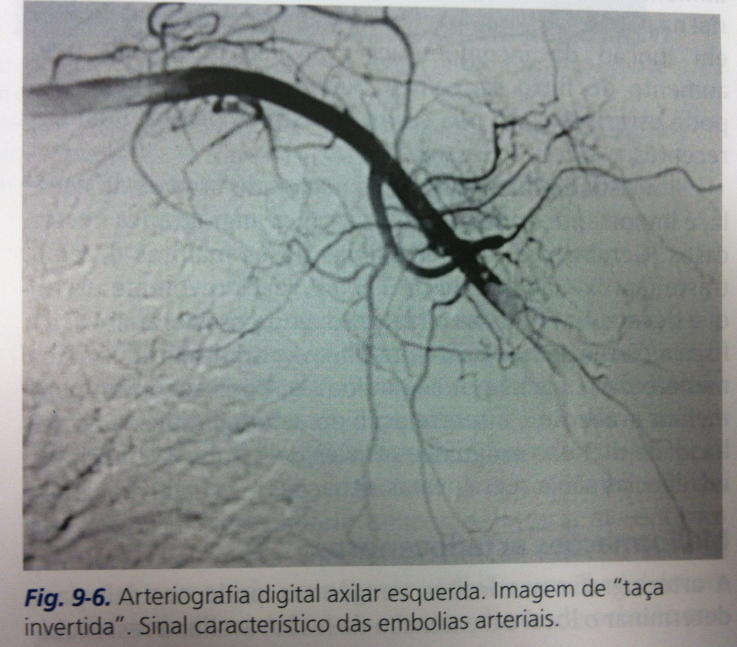 Fig. 9-6. Arteriografia digital axilar esquerda. Imagem de “taça
invertida”. Sinal característico das embolias arteriais.